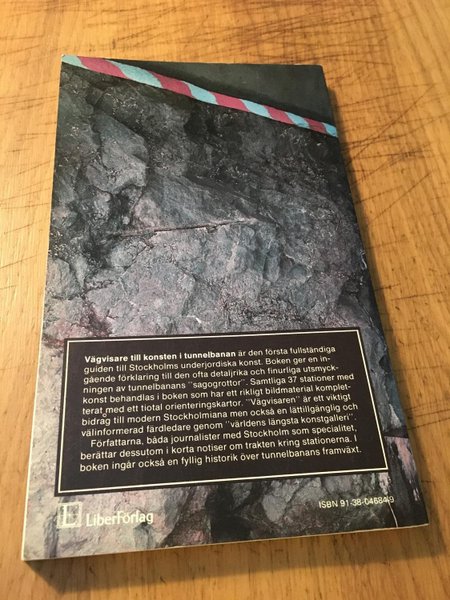 Vägvisare till konsten i tunnelbanan är den första fullständiga
guiden till Stockholms underjordiska konst. Boken ger en in-
gående förklaring till den ofta detaljrika och finurliga utsmyck-
ningen av tunnelbanans "sagogrottor". Samtliga 37 stationer med
konst behandlas i boken som har ett rikligt bildmaterial komplet-
terat med ett tiotal orienteringskartor. "Vägvisaren" är ett viktigt
bidrag till modern Stockholmiana men också en lättillgänglig och
välinformerad färdledare genom "världens längsta konstgalleri".
Författarna, båda journalister med Stockholm som specialitet,
berättar dessutom i korta notiser om trakten kring stationerna. I
boken ingår också en fyllig historik över tunnelbanans framväxt.
LiberFörlag
ISBN 91-38-04684-9